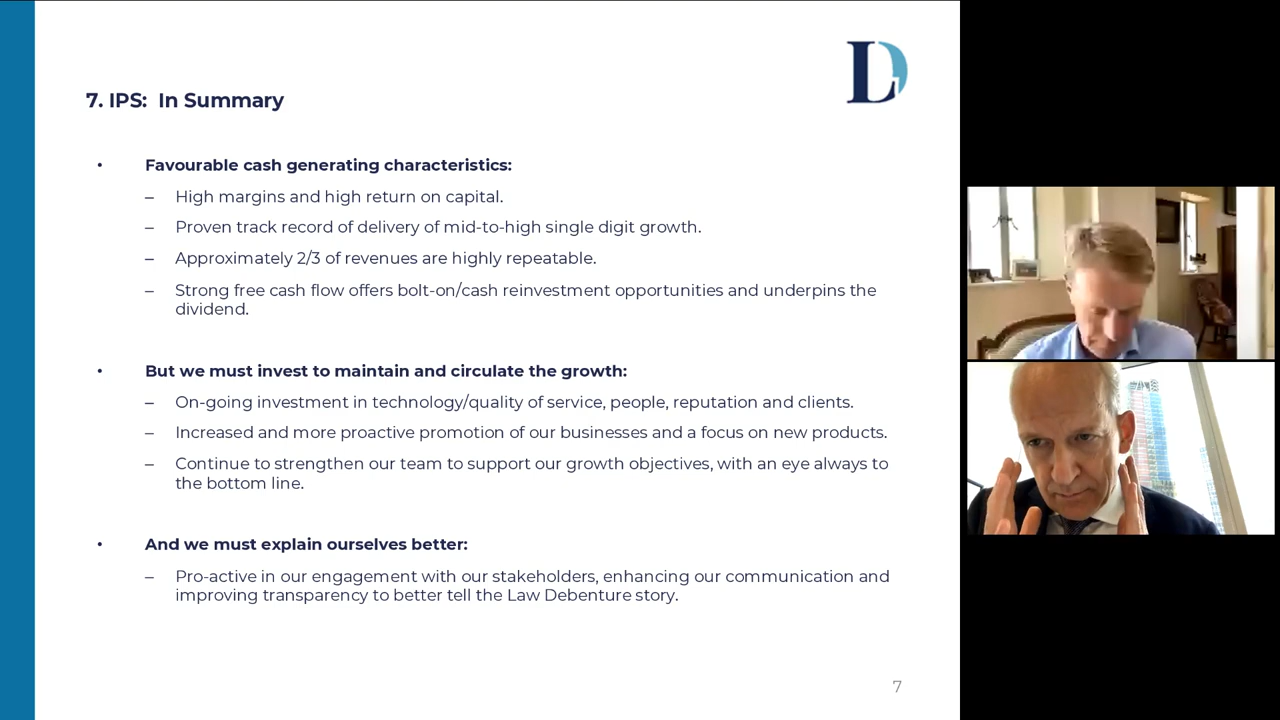 LD
7. IPS: In Summary
• Favourable cash generating characteristics:
– High margins and high return on capital.
– Proven track record of delivery of mid-to-high single digit growth.
– Approximately 2/3 of revenues are highly repeatable.
– Strong free cash flow offers bolt-on/cash reinvestment opportunities and underpins the
dividend.
• But we must invest to maintain and circulate the growth:
– On-going investment in technology/quality of service, people, reputation and clients.
– Increased and more proactive promotion of our businesses and a focus on new products.
– Continue to strengthen our team to support our growth objectives, with an eye always to
the bottom line.
• And we must explain ourselves better:
– Pro-active in our engagement with our stakeholders, enhancing our communication and
improving transparency to better tell the Law Debenture story.
7